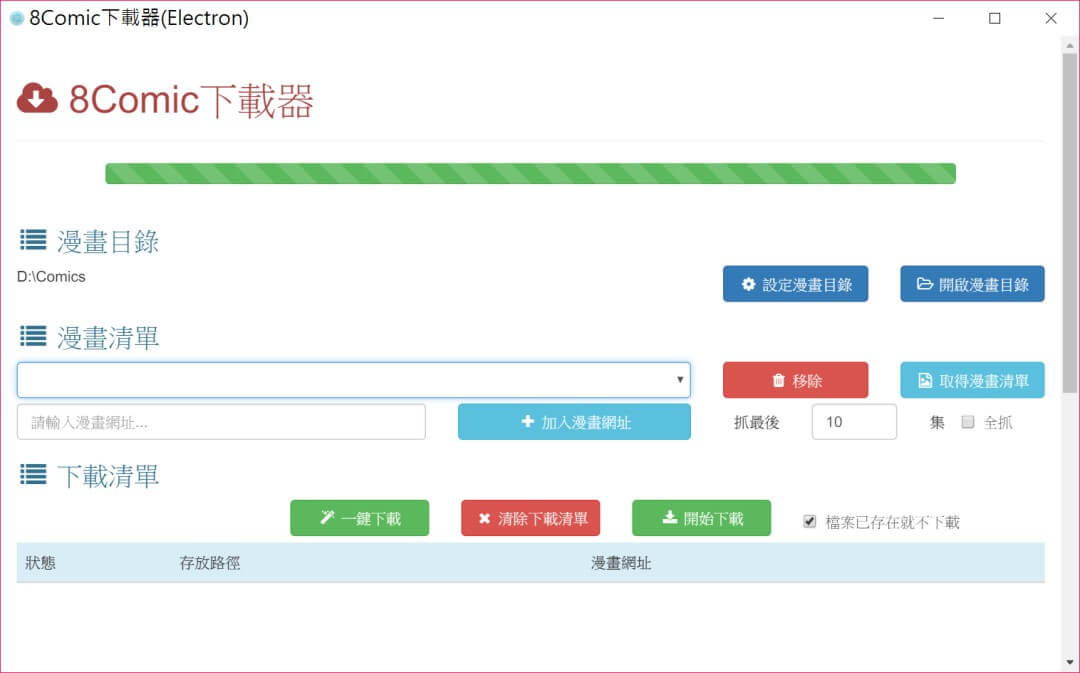 8Comic下載器(Electron)
8Comic下載器
漫畫目錄
D:\Comics
設定漫畫目錄
開啟漫畫目錄
漫畫清單
移除
取得漫畫清單
請輸入漫畫網址...
加入漫畫網址
抓最後 10 集 全抓
下載清單
一鍵下載
清除下載清單
開始下載
檔案已存在就不下載
狀態 存放路徑 漫畫網址